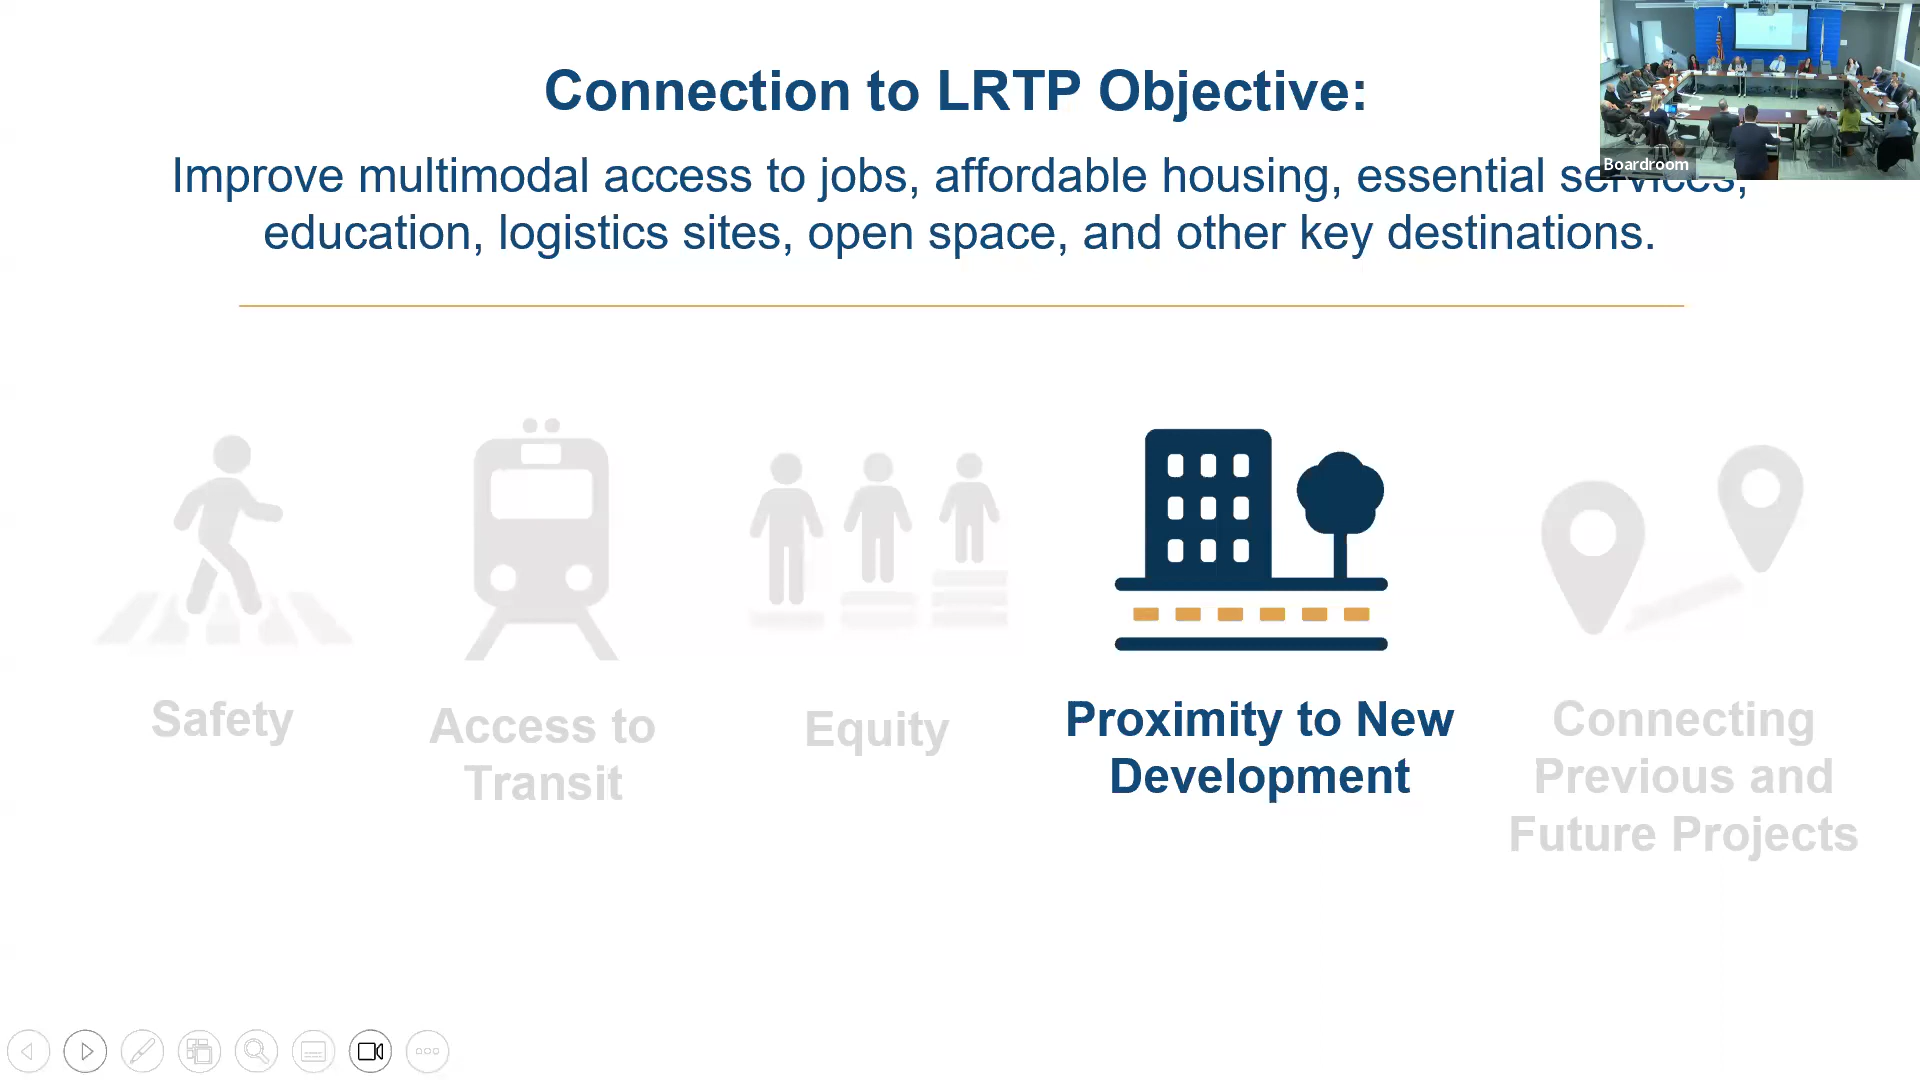 Connection to LRTP Objective:
Improve multimodal access to jobs, affordable housing, essential services,
education, logistics sites, open space, and other key destinations.
Boardroom
Safety
Access to
Transit
Equity
Proximity to New
Development
Connecting
Previous and
Future Projects